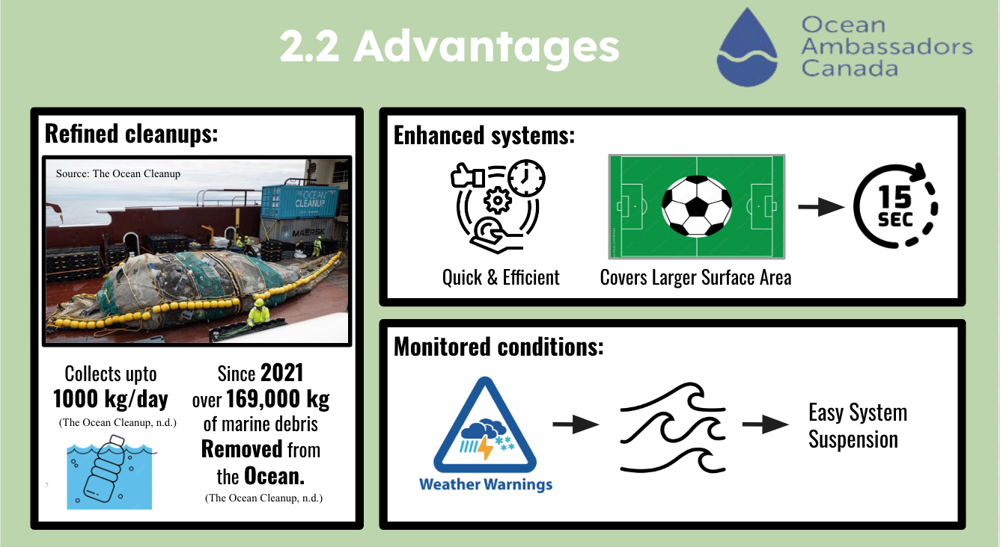 2.2 Advantages
Ocean
Ambassadors
Canada
Refined cleanups:
Source: The Ocean Cleanup
THE OCEAN
CLEANUP
MAERSK
Collects upto
1000 kg/day
(The Ocean Cleanup, n.d.)
Since 2021
over 169,000 kg
of marine debris
Removed from
the Ocean.
(The Ocean Cleanup, n.d.)
,
Enhanced systems:
Quick & Efficient
Covers Larger Surface Area
15
SEC
Monitored conditions:
Weather Warnings
Easy System
Suspension